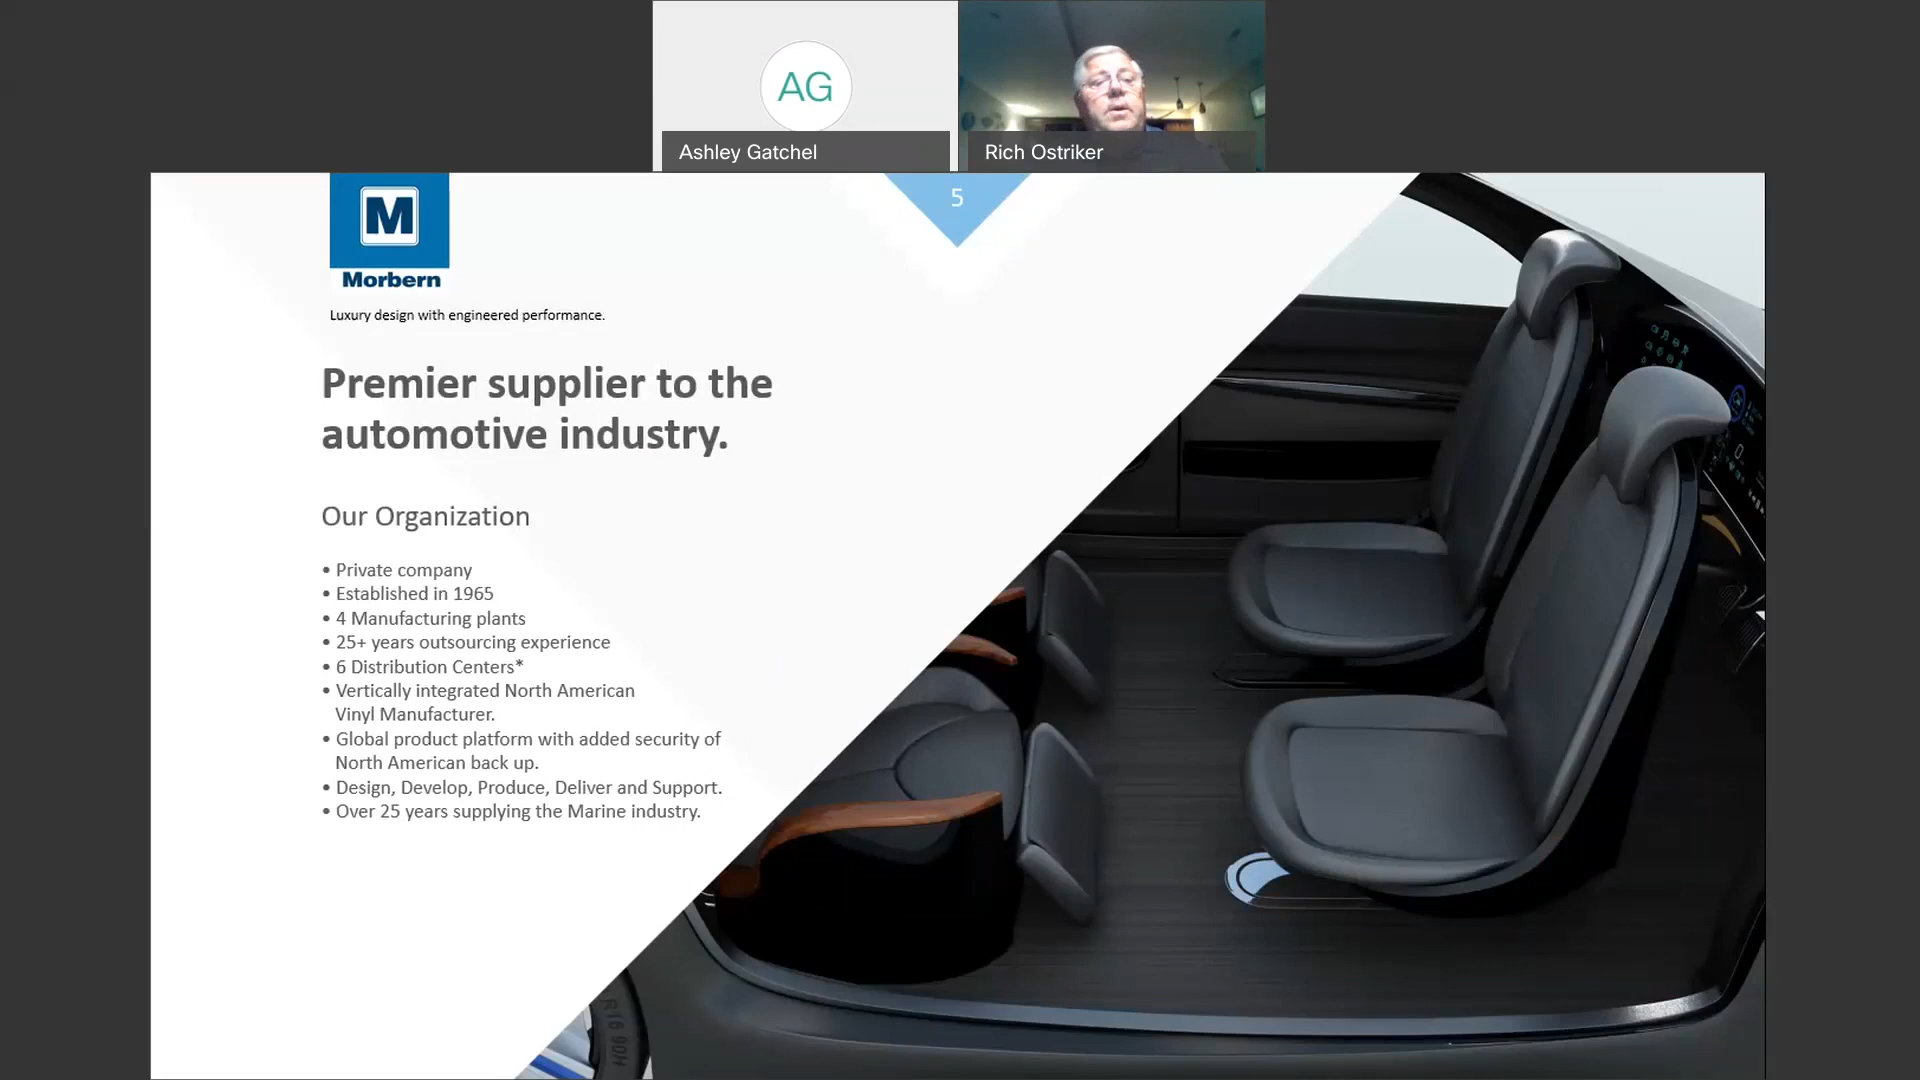 AG
Ashley Gatchel
Rich Ostriker
5
M
Morbern
Luxury design with engineered performance.
Premier supplier to the
automotive industry.
Our Organization
• Private company
• Established in 1965
• 4 Manufacturing plants
• 25+ years outsourcing experience
• 6 Distribution Centers*
• Vertically integrated North American
Vinyl Manufacturer.
• Global product platform with added security of
North American back up.
• Design, Develop, Produce, Deliver and Support.
• Over 25 years supplying the Marine industry.